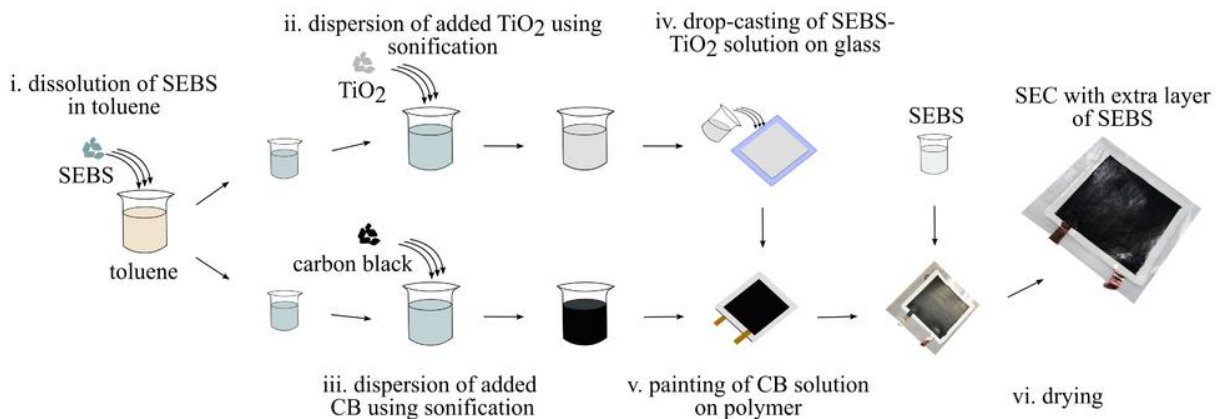 i. dissolution of SEBS
in toluene
SEBS
toluene
ii. dispersion of added TiO2 using
sonification
TiO2
carbon black
iii. dispersion of added
CB using sonification
iv. drop-casting of SEBS-
TiO2 solution on glass
v. painting of CB solution
on polymer
SEBS
SEC with extra layer
of SEBS
vi. drying